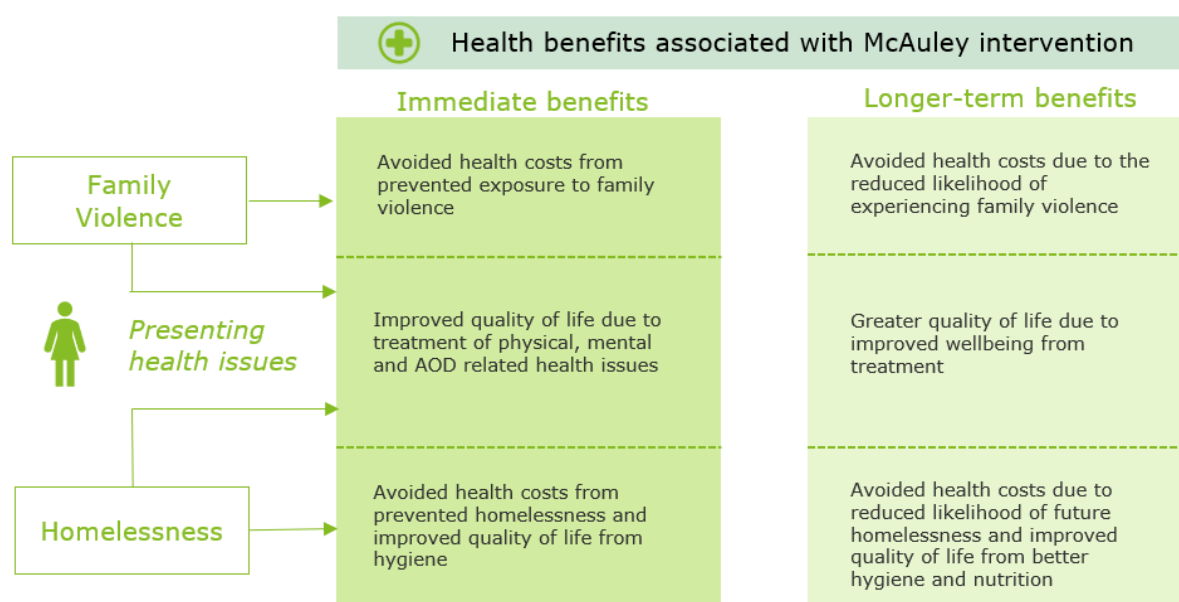 Health benefits associated with McAuley intervention
Immediate benefits
Longer-term benefits
Family
Violence
Avoided health costs from
prevented exposure to family
violence
Avoided health costs due to the
reduced likelihood of
experiencing family violence
Presenting
health issues
Improved quality of life due to
treatment of physical, mental
and AOD related health issues
Greater quality of life due to
improved wellbeing from
treatment
Homelessness
Avoided health costs from
prevented homelessness and
improved quality of life from
hygiene
Avoided health costs due to
reduced likelihood of future
homelessness and improved
quality of life from better
hygiene and nutrition